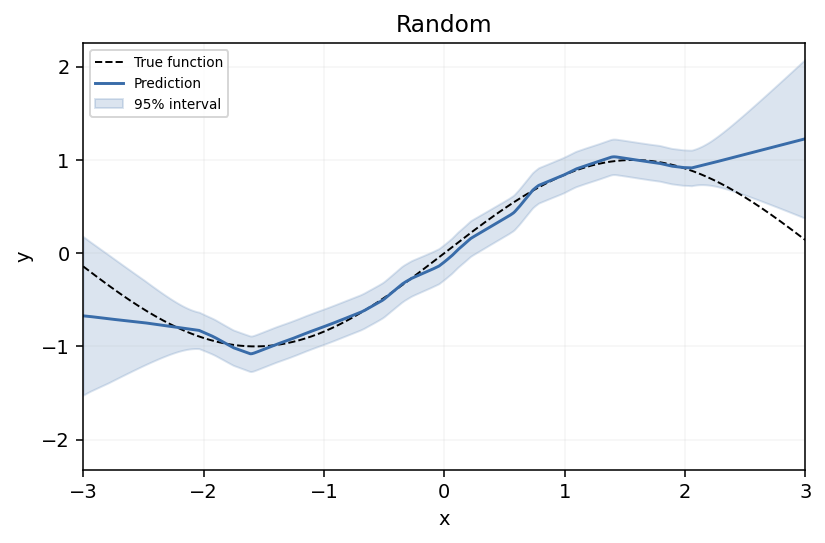 Random
True function
Prediction
95% interval
2
1
0
−1
−2
y
−3
−2
−1
0
1
2
3
x